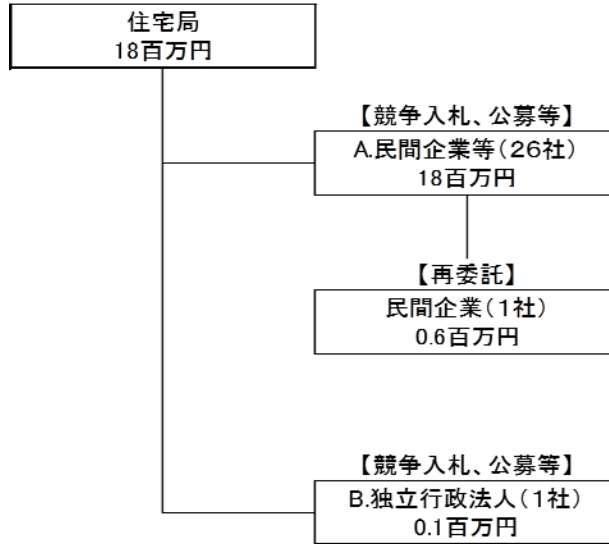 住宅局
18百万円
【競争入札、公募等】
A.民間企業等（２６社）
18百万円
【再委託】
民間企業（１社）
0.6百万円
【競争入札、公募等】
B.独立行政法人（１社）
0.1百万円